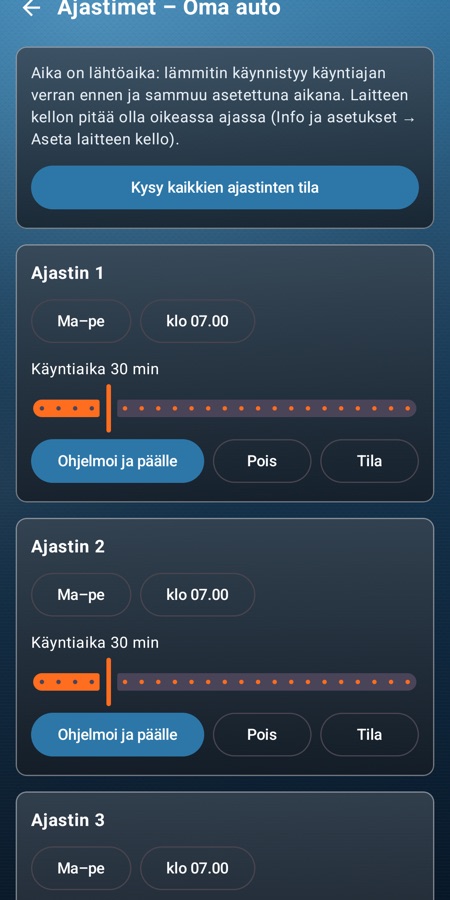 Ajastimet – Oma auto
Aika on lähtöaika: lämmitin käynnistyy käyntiajan
verran ennen ja sammuu asetettuna aikana. Laitteen
kellon pitää olla oikeassa ajassa (Info ja asetukset →
Aseta laitteen kello).
Kysy kaikkien ajastinten tila
Ajastin 1
Ma–pe
klo 07.00
Käyntiaika 30 min
Ohjelmoi ja päälle
Pois
Tila
Ajastin 2
Ma–pe
klo 07.00
Käyntiaika 30 min
Ohjelmoi ja päälle
Pois
Tila
Ajastin 3
Ma–pe
klo 07.00